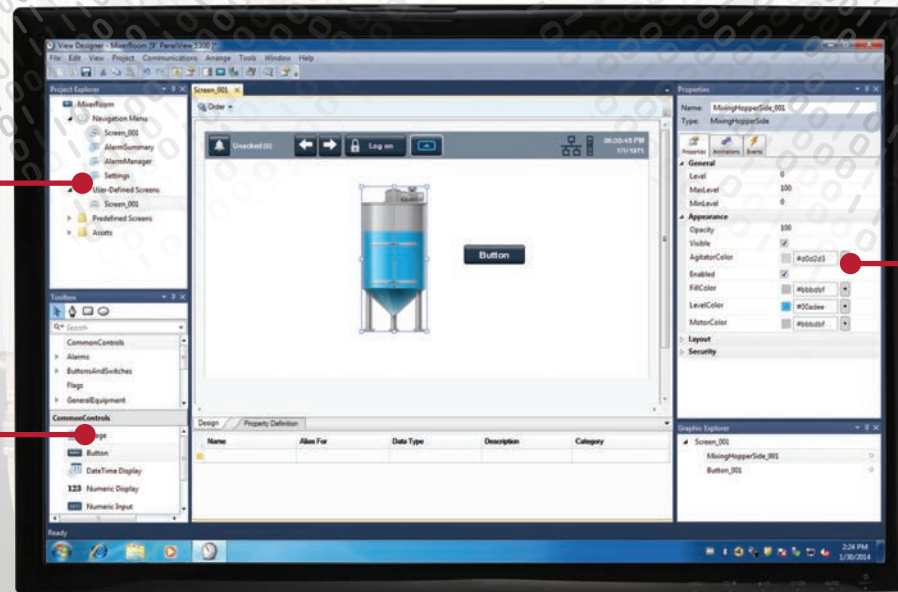 View Designer - MixerRoom [9" PanelView 5300 ]*
File Edit View Project Communications Arrange Tools Window Help
Project Explorer
MixerRoom
Navigation Menu
Screen_001
AlarmSummary
AlarmManager
Settings
User-Defined Screens
Screen_001
Predefined Screens
Assets
Toolbox
Search
CommonControls
Alarms
ButtonsAndSwitches
Flags
GeneralEquipment
CommonControls
Button
DateTime Display
123 Numeric Display
Numeric Input
Ready
Screen_001
Order
Unacked (0)
Log on
1/1/1971
Button
Design Property Definition
Name Alias For Data Type Description Category
Properties
Name: MixingHopperSide_001
Type: MixingHopperSide
Properties Animations Events
General
Level 0
MaxLevel 100
MinLevel 0
Appearance
Opacity 100
Visible
AgitatorColor #d0d2d3
Enabled
FillColor #bbbdbf
LevelColor #00adee
MotorColor #bbbdbf
Layout
Security
Graphic Explorer
Screen_001
MixingHopperSide_001
Button_001
2:24 PM
1/30/2014